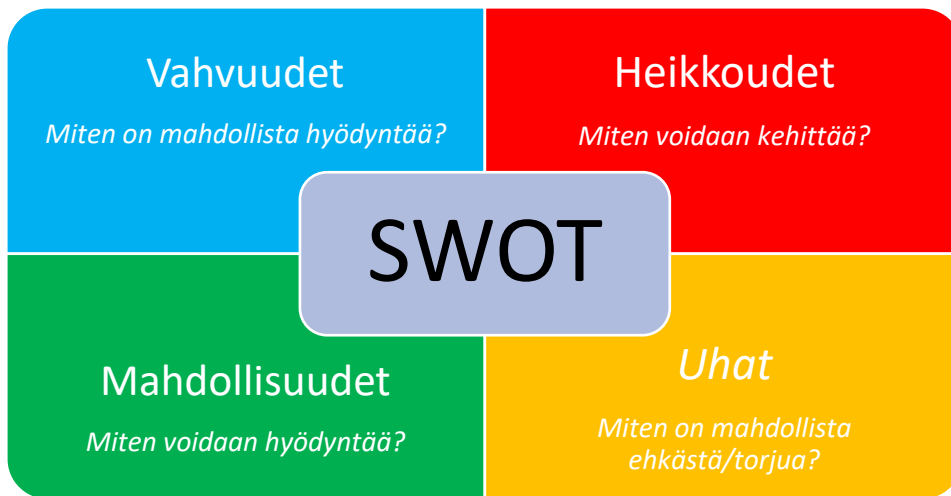 Vahvuudet
Miten on mahdollista hyödyntää?
Heikkoudet
Miten voidaan kehittää?
SWOT
Mahdollisuudet
Miten voidaan hyödyntää?
Uhat
Miten on mahdollista
ehkästä/torjua?